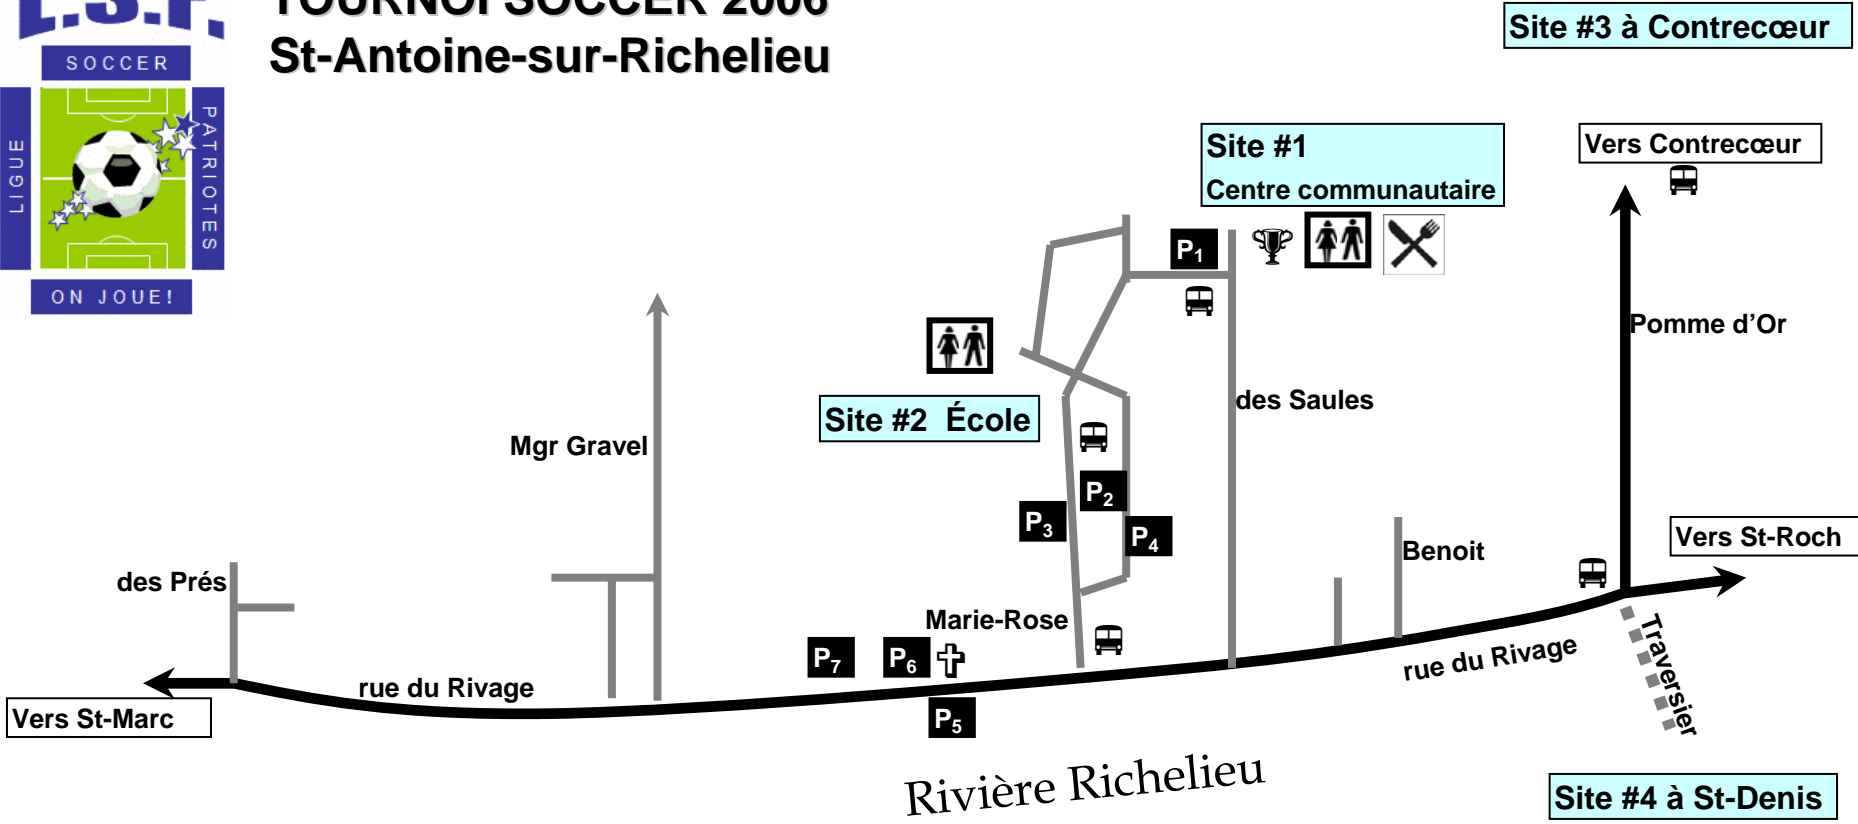 L.S.P.
SOCCER
LIGUE
PATRIOTES
ON JOUE!
TOURNOI SOCCER 2006
St-Antoine-sur-Richelieu
Site #3 à Contrecœur
Site #1
Centre communautaire
Vers Contrecœur
P1
Pomme d’Or
des Saules
Site #2 École
Mgr Gravel
P2
P3
P4
Benoit
Vers St-Roch
des Prés
Marie-Rose
P7
P6
P5
rue du Rivage
rue du Rivage
Traversier
Vers St-Marc
Rivière Richelieu
Site #4 à St-Denis